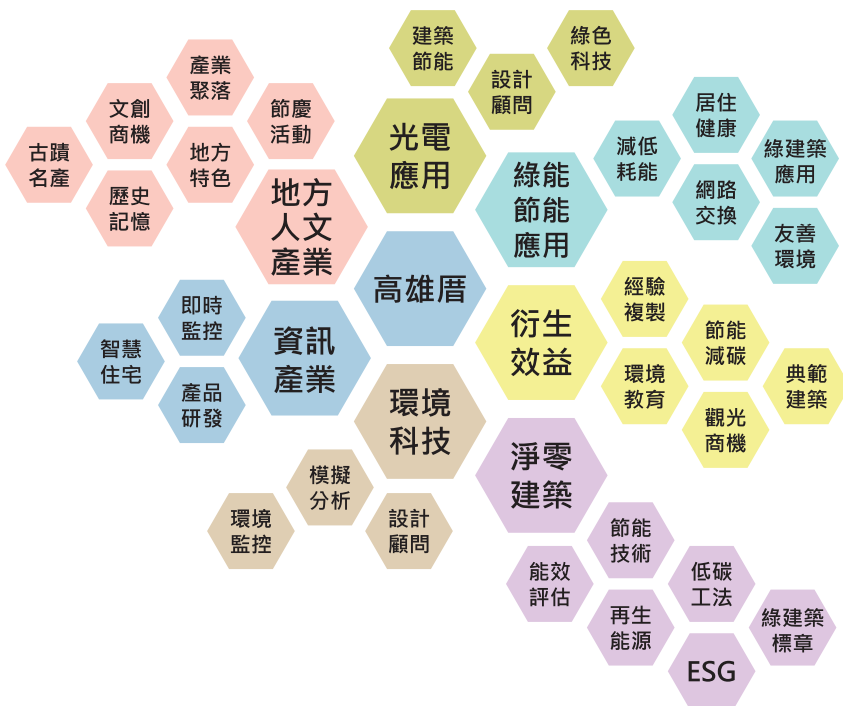 建築
節能
綠色
科技
設計
顧問
光電
應用
產業
聚落
文創
商機
節慶
活動
古蹟
名產
地方
特色
歷史
記憶
地方
人文
產業
居住
健康
減低
耗能
綠建築
應用
網路
交換
友善
環境
綠能
節能
應用
高雄厝
即時
監控
智慧
住宅
產品
研發
資訊
產業
衍生
效益
經驗
複製
節能
減碳
環境
教育
典範
建築
觀光
商機
環境
科技
模擬
分析
環境
監控
設計
顧問
淨零
建築
節能
技術
能效
評估
低碳
工法
再生
能源
綠建築
標章
ESG